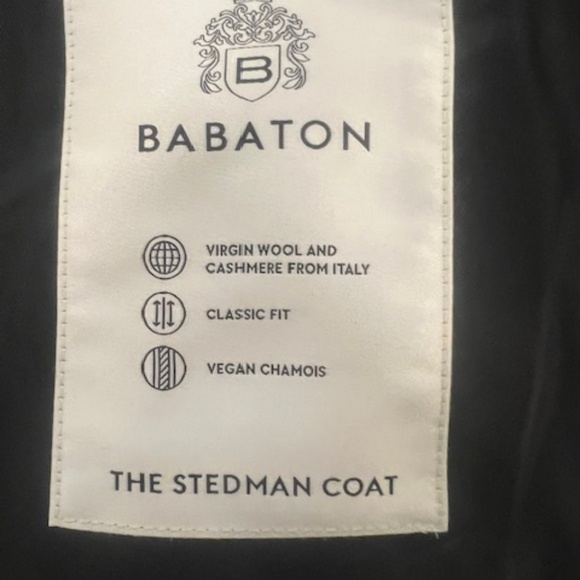 B
BABATON
VIRGIN WOOL AND
CASHMERE FROM ITALY
CLASSIC FIT
VEGAN CHAMOIS
THE STEDMAN COAT